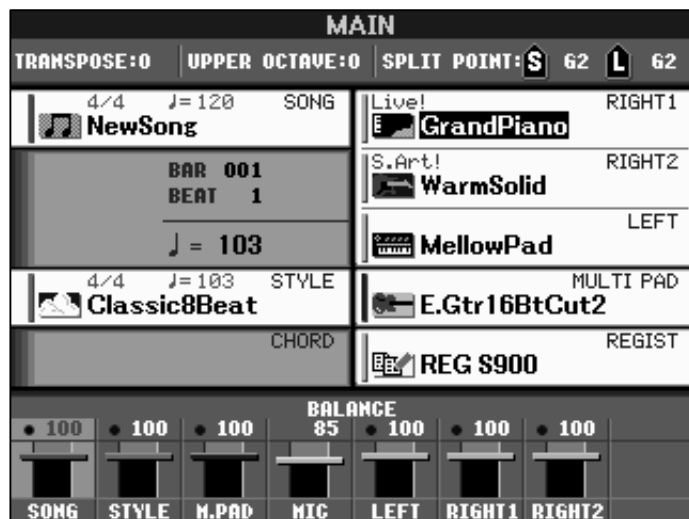 MAIN
TRANSPOSE:0 UPPER OCTAVE:0 SPLIT POINT: S G2 L G2
4/4 ♩=120 SONG
NewSong
BAR 001
BEAT 1
♩= 103
4/4 ♩=103 STYLE
Classic8Beat
CHORD
Live! RIGHT1
GrandPiano
S.Art! RIGHT2
WarmSolid
LEFT
MellowPad
MULTI PAD
E.Gtr16BtCut2
REGIST
REG S900
BALANCE
100 100 100 85 100 100 100
SONG STYLE M.PAD MIC LEFT RIGHT1 RIGHT2